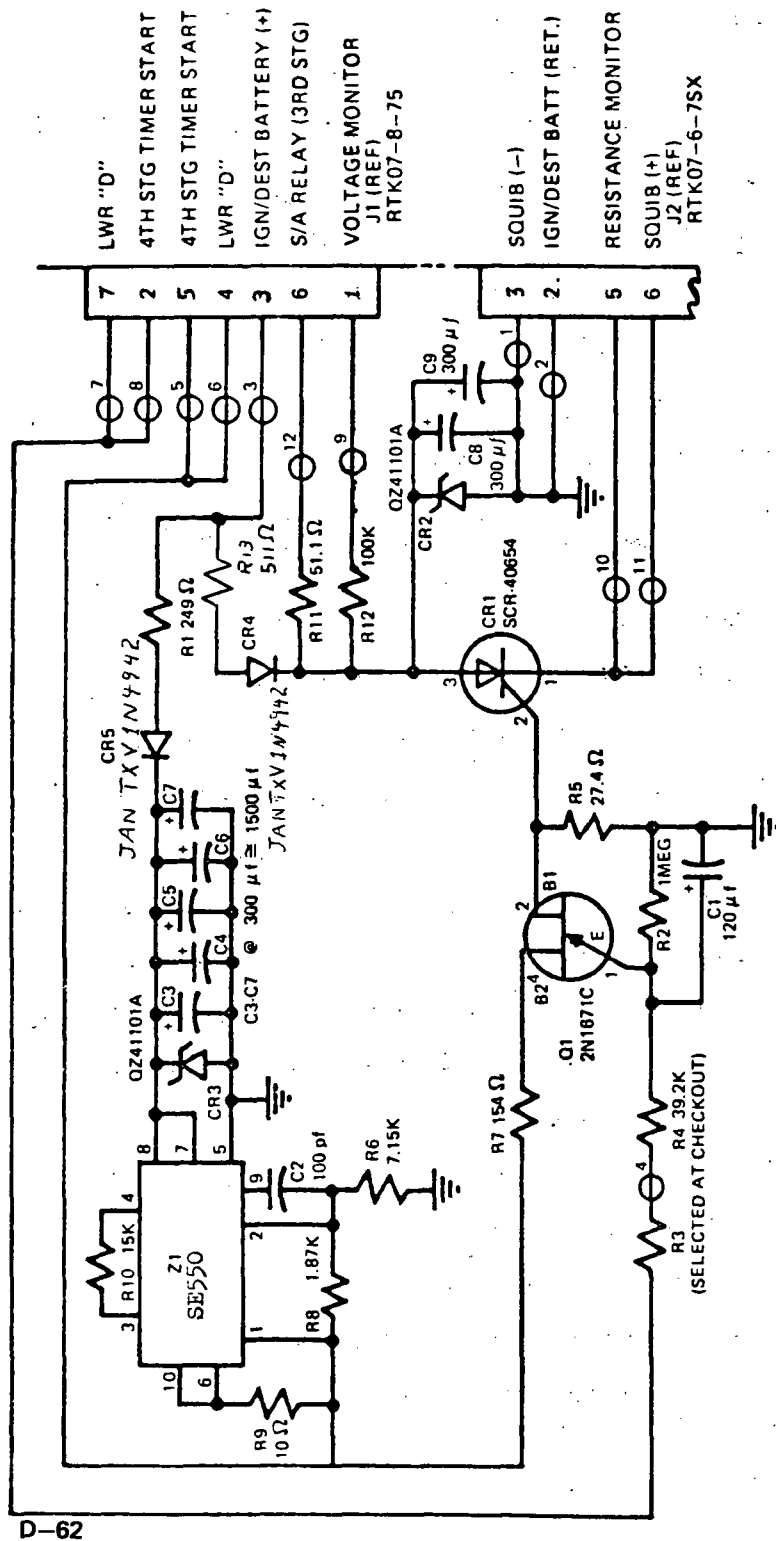 LWR "D"
4TH STG TIMER START
4TH STG TIMER START
LWR "D"
IGN/DEST BATTERY (+)
S/A RELAY (3RD STG)
VOLTAGE MONITOR
J1 (REF)
RTK07-8-75
7
2
5
4
3
6
1
7
8
5
6
3
12
9
SQUIB (-)
IGN/DEST BATT (RET.)
RESISTANCE MONITOR
SQUIB (+)
J2 (REF)
RTK07-6-7SX
3
2.
5
6
1
2
10
11
R1 249 Ω
R13
511 Ω
CR5
JAN TXV 1N4942
CR4
JANTXV1N4942
R11
51.1 Ω
R12
100K
QZ41101A
CR2
+
C8
300 µf
+
C9
300 µf
3
CR1
SCR-40654
1
2
QZ41101A
CR3
+
C3
+
C4
+
C5
+
C6
+
C7
C3-C7 @ 300 µf ≅ 1500 µf
3
R10 15K
4
Z1
SE550
8
7
5
9
2
1
10
6
C2
100 pf
R6
7.15K
1.87K
R8
R9
10 Ω
R7 154 Ω
B2
4
2
B1
E
1
Q1
2N1671C
R5
27.4 Ω
R2
1MEG
+
C1
120 µf
R3
4
R4 39.2K
(SELECTED AT CHECKOUT)
D-62